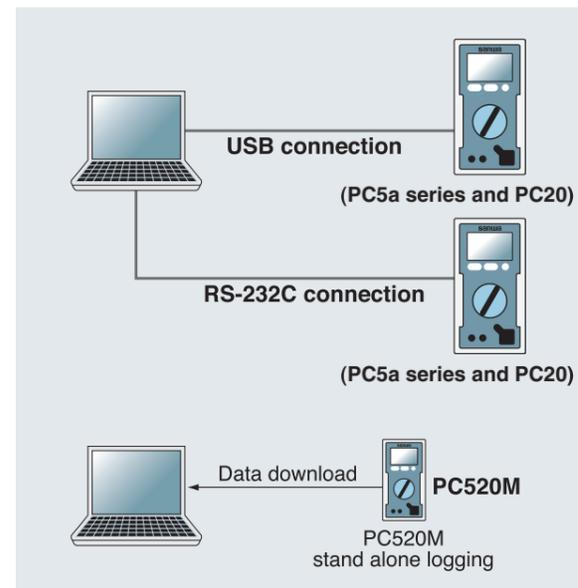 sanwa
USB connection
(PC5a series and PC20)
sanwa
RS-232C connection
(PC5a series and PC20)
sanwa
Data download
PC520M
PC520M
stand alone logging